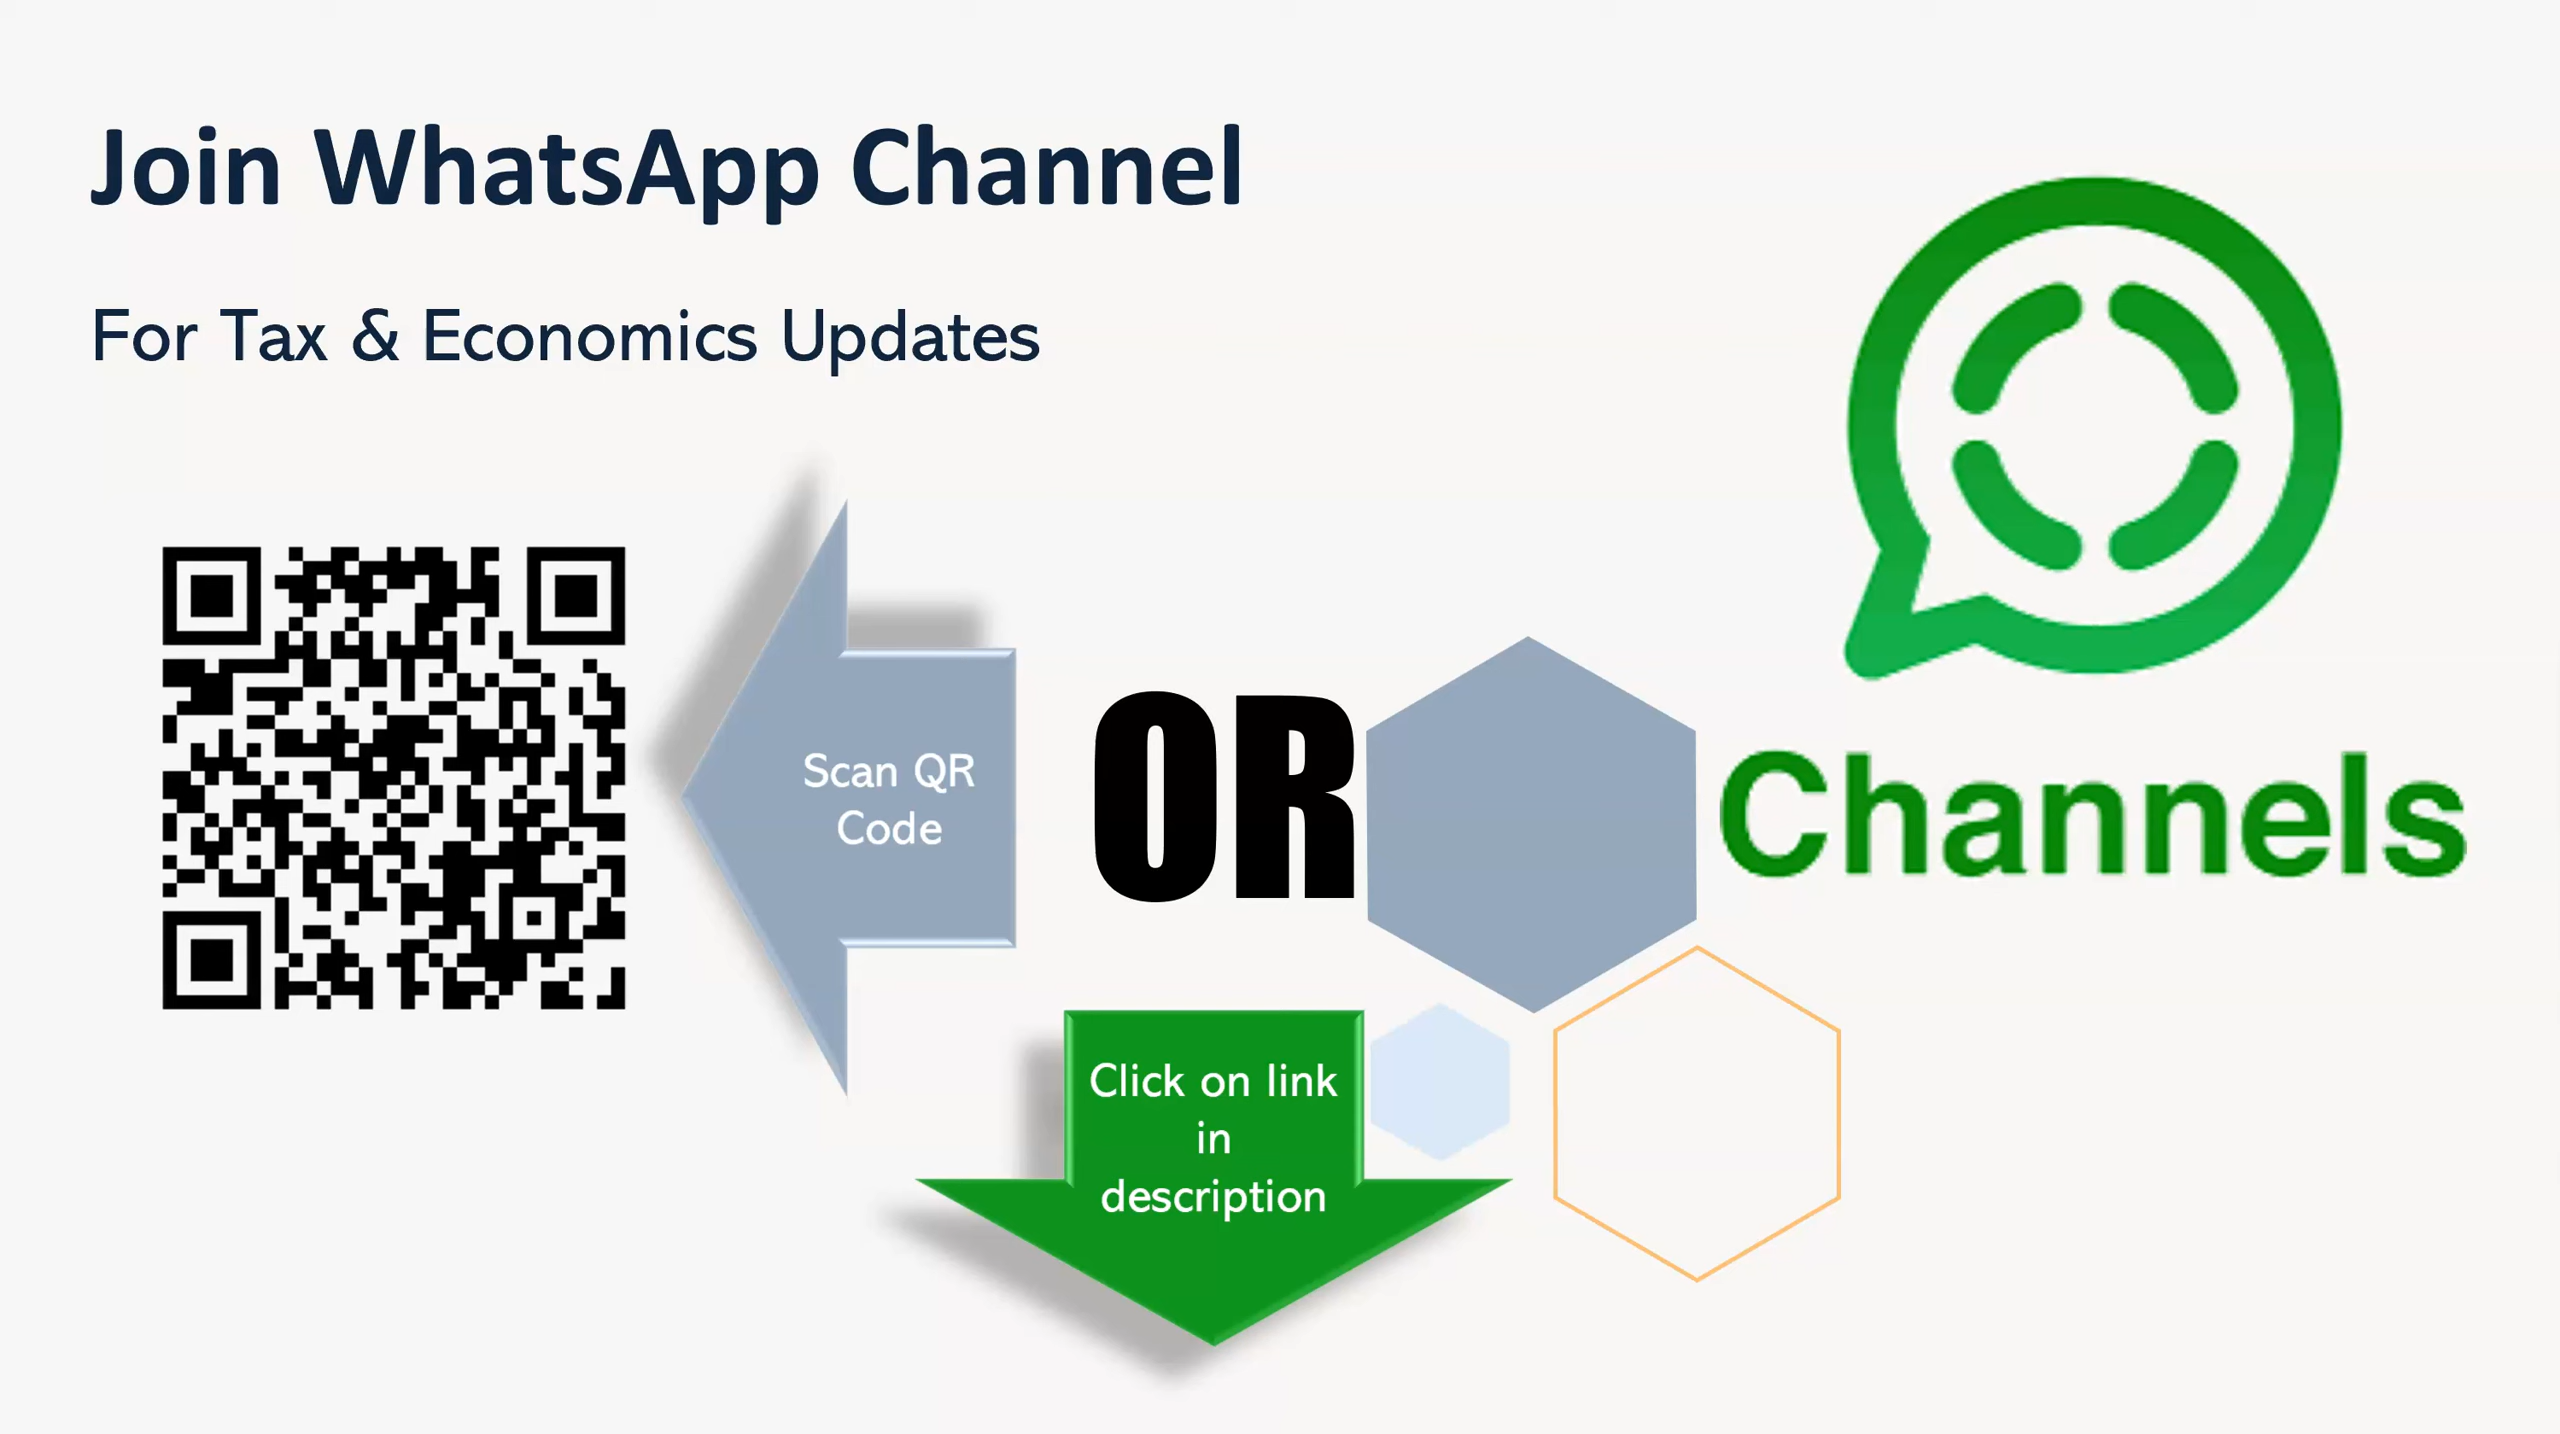 Join WhatsApp Channel
For Tax & Economics Updates
Scan QR
Code
OR
Channels
Click on link
in
description